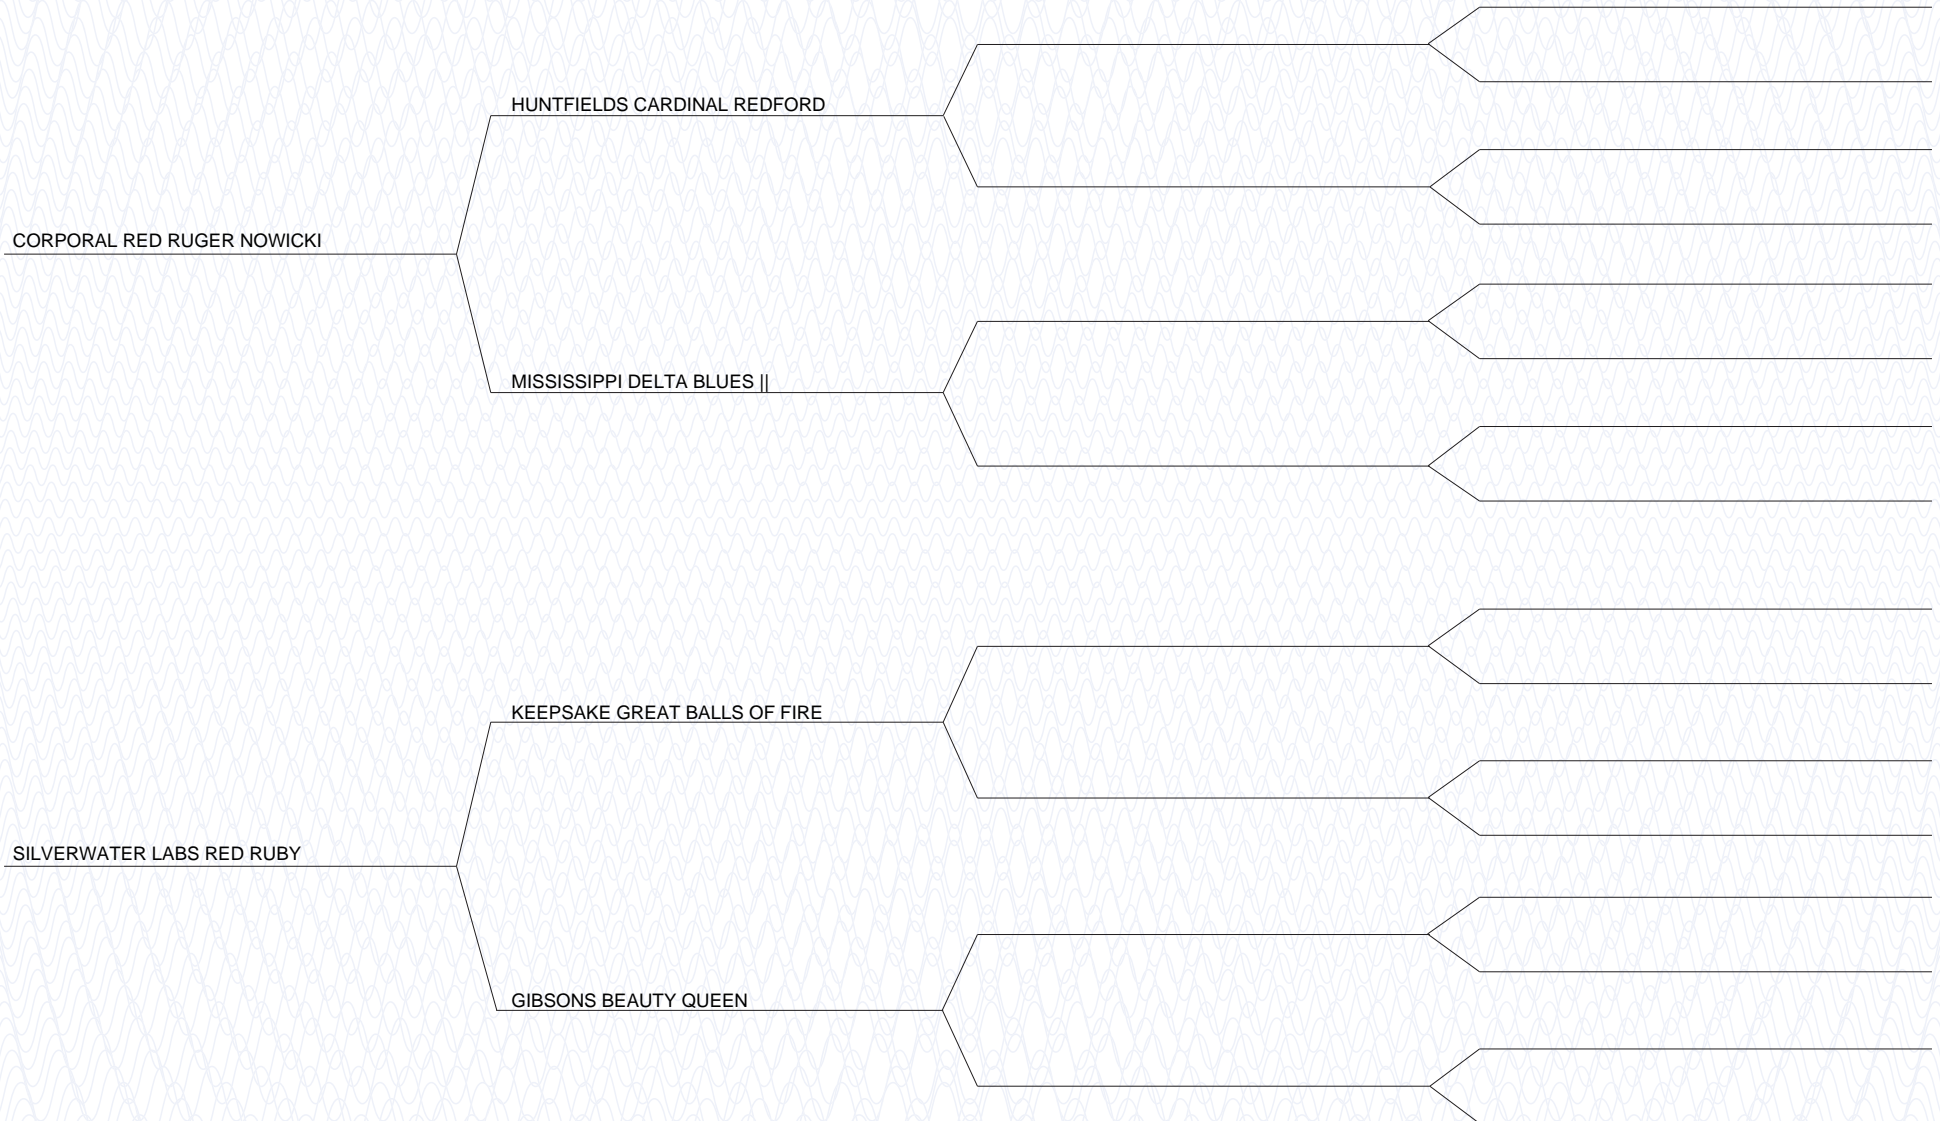 HUNTFIELDS CARDINAL REDFORD
CORPORAL RED RUGER NOWICKI
MISSISSIPPI DELTA BLUES ||
KEEPSAKE GREAT BALLS OF FIRE
SILVERWATER LABS RED RUBY
GIBSONS BEAUTY QUEEN